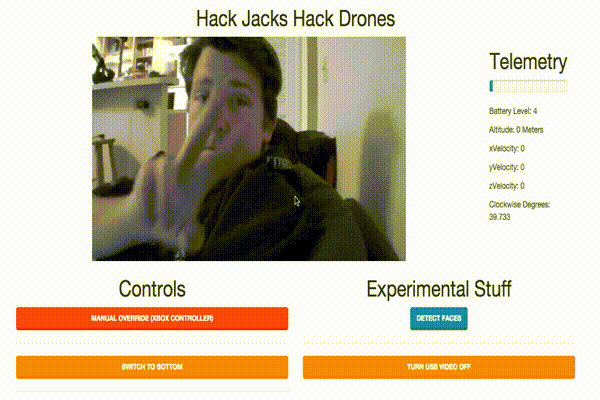 Hack Jacks Hack Drones
Telemetry
Battery Level: 4
Altitude: 0 Meters
xVelocity: 0
yVelocity: 0
zVelocity: 0
Clockwise Degrees:
39.733
Controls
Experimental Stuff
MANUAL OVERRIDE (XBOX CONTROLLER)
DETECT FACES
SWITCH TO BOTTOM
TURN USB VIDEO OFF